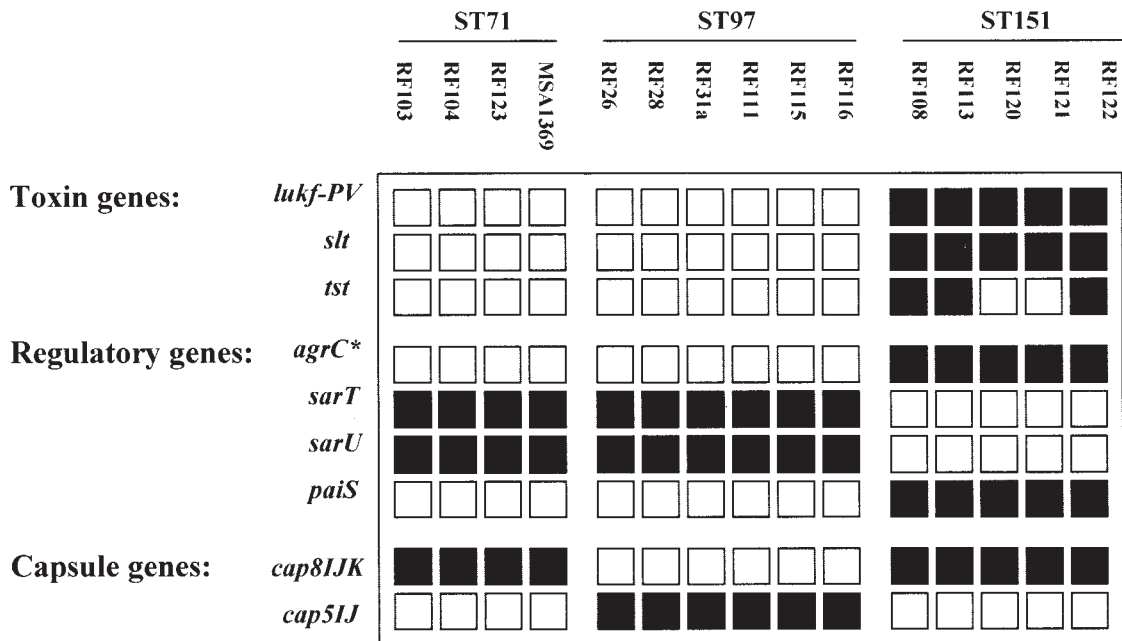 ST71 ST97 ST151
RF103 RF104 RF123 MSA1369 RF26 RF28 RF31a RF111 RF115 RF116 RF108 RF113 RF120 RF121 RF122
Toxin genes: lukf-PV
slt
tst
Regulatory genes: agrC*
sarT
sarU
paiS
Capsule genes: cap8IJK
cap5IJ